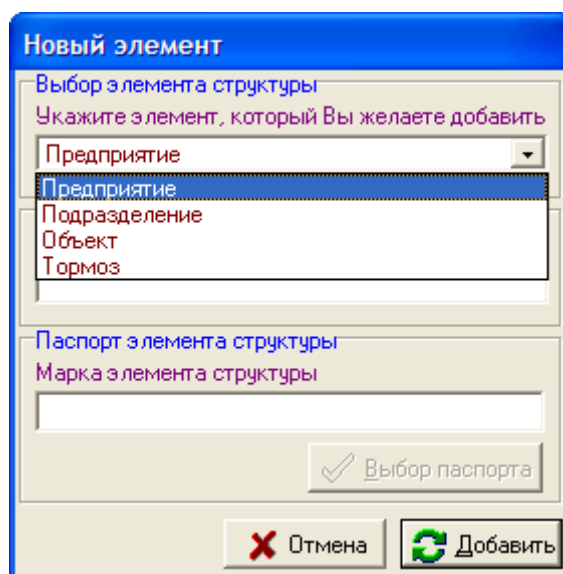 Новый элемент
Выбор элемента структуры
Укажите элемент, который Вы желаете добавить
Предприятие
Предприятие
Подразделение
Объект
Тормоз
Паспорт элемента структуры
Марка элемента структуры
Выбор паспорта
Отмена
Добавить